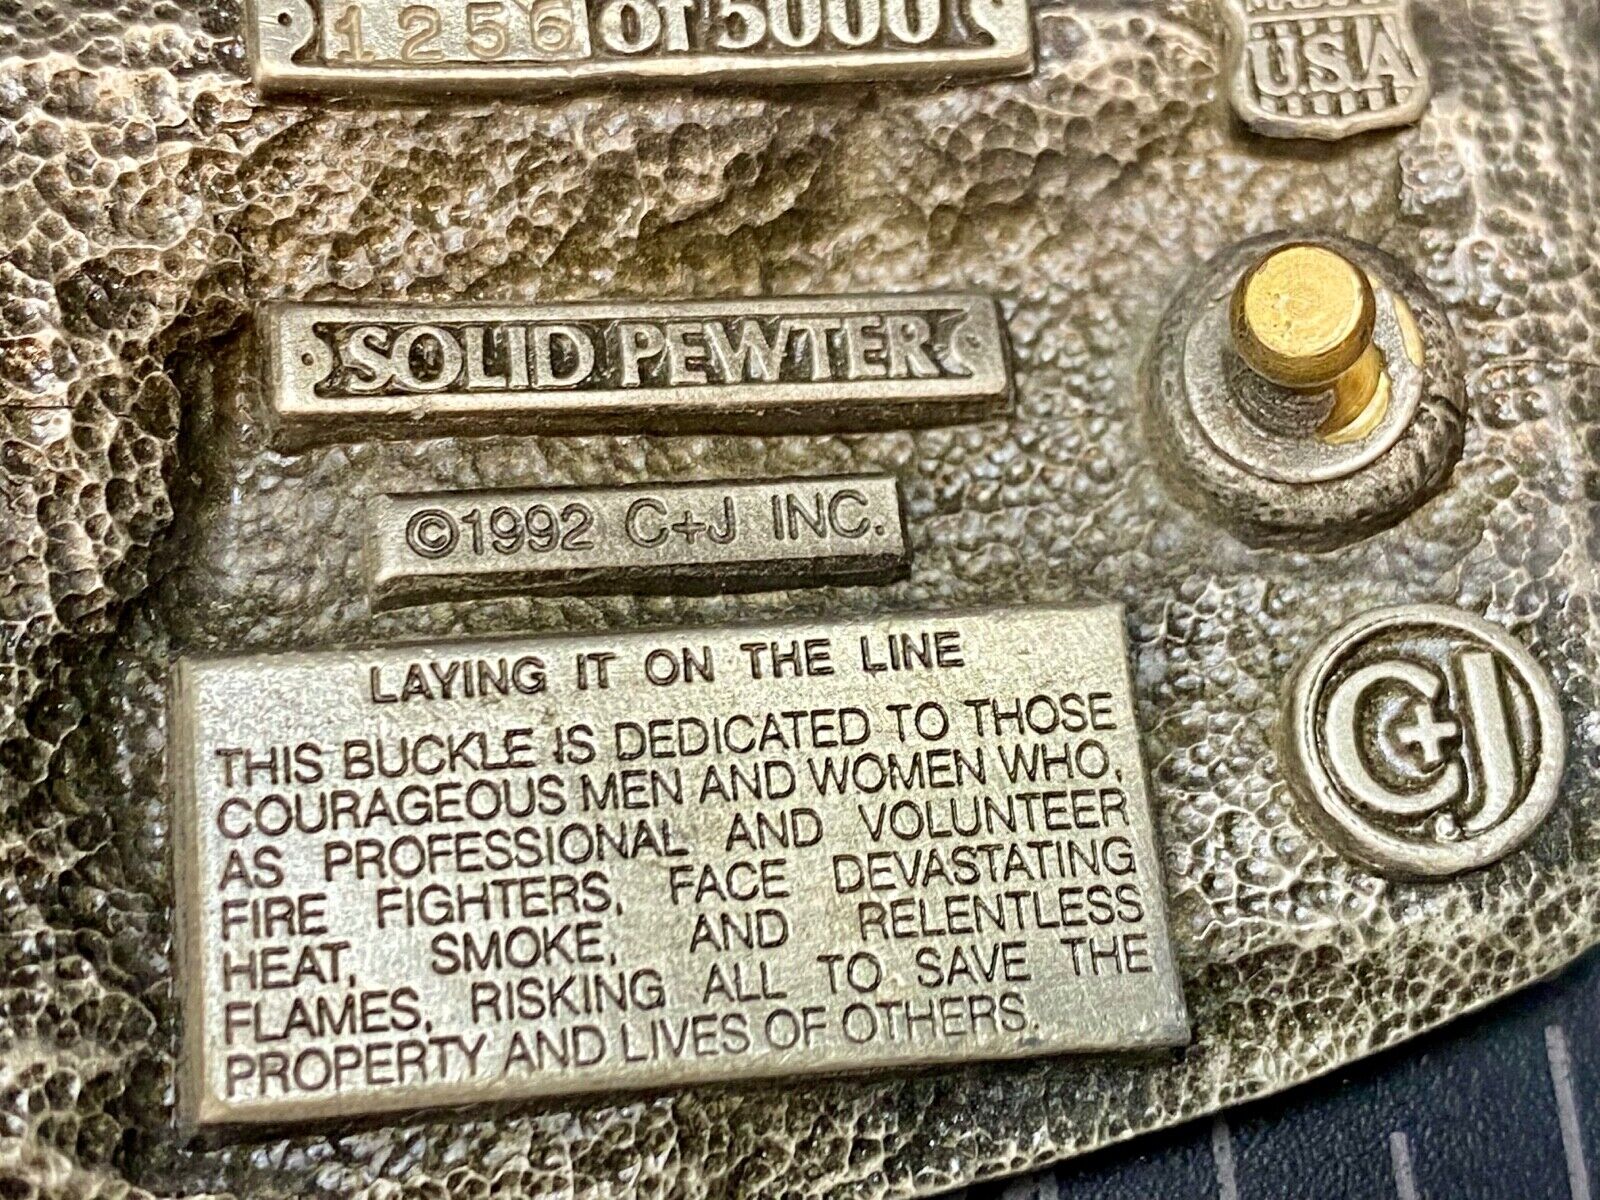 1256 of 5000
U.S.A
SOLID PEWTER
©1992 C+J INC.
LAYING IT ON THE LINE
THIS BUCKLE IS DEDICATED TO THOSE
COURAGEOUS MEN AND WOMEN WHO,
AS PROFESSIONAL AND VOLUNTEER
FIRE FIGHTERS, FACE DEVASTATING
HEAT, SMOKE, AND RELENTLESS
FLAMES, RISKING ALL TO SAVE THE
PROPERTY AND LIVES OF OTHERS.
C+J